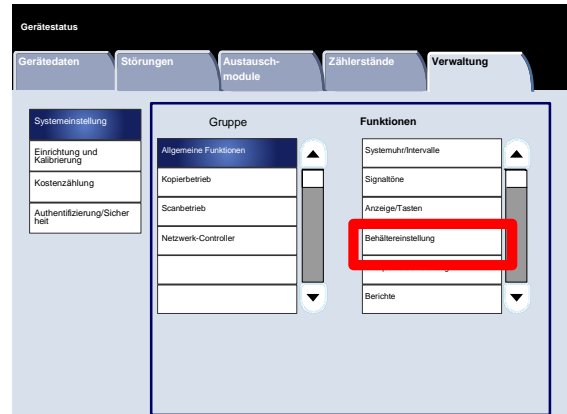 Gerätestatus
Gerätedaten
Störungen
Austausch-
module
Zählerstände
Verwaltung
Systemeinstellung
Einrichtung und
Kalibrierung
Kostenzählung
Authentifizierung/Sicher
heit
Gruppe
Allgemeine Funktionen
Kopierbetrieb
Scanbetrieb
Netzwerk-Controller
Funktionen
Systemuhr/Intervalle
Signaltöne
Anzeige/Tasten
Behältereinstellung
Berichte